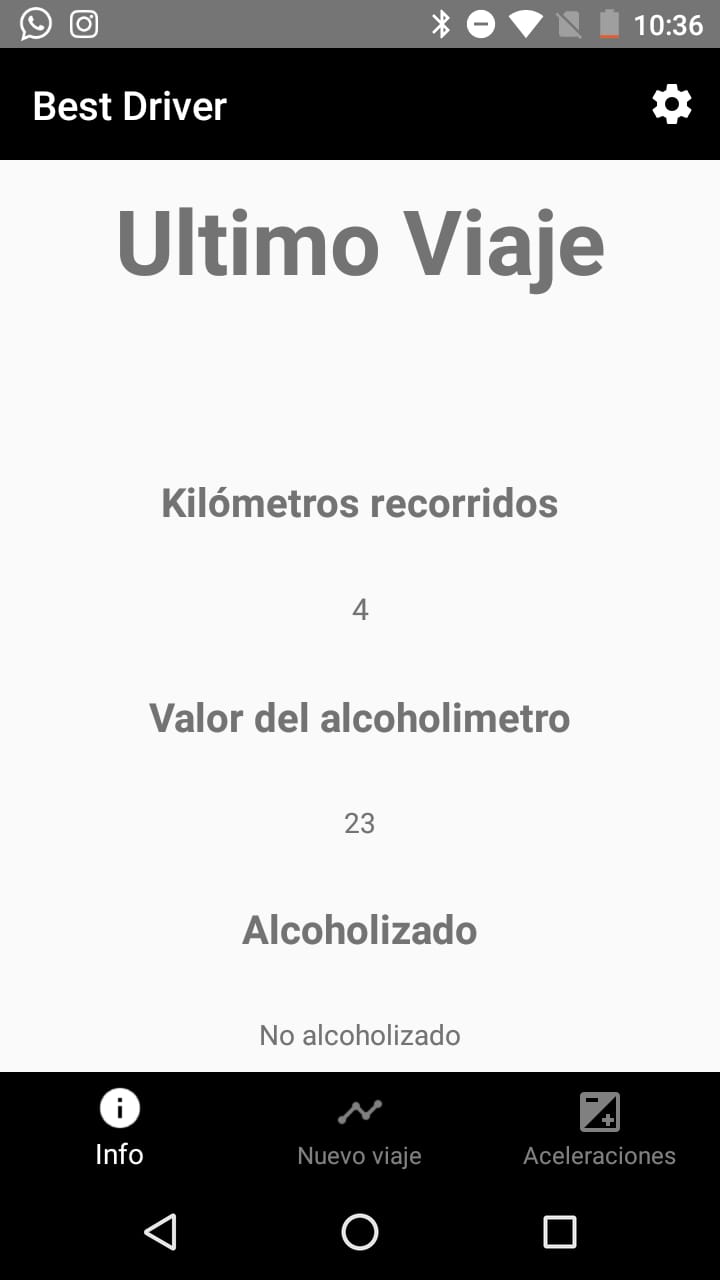 10:36
Best Driver
Ultimo Viaje
Kilómetros recorridos
4
Valor del alcoholimetro
23
Alcoholizado
No alcoholizado
Info
Nuevo viaje
Aceleraciones